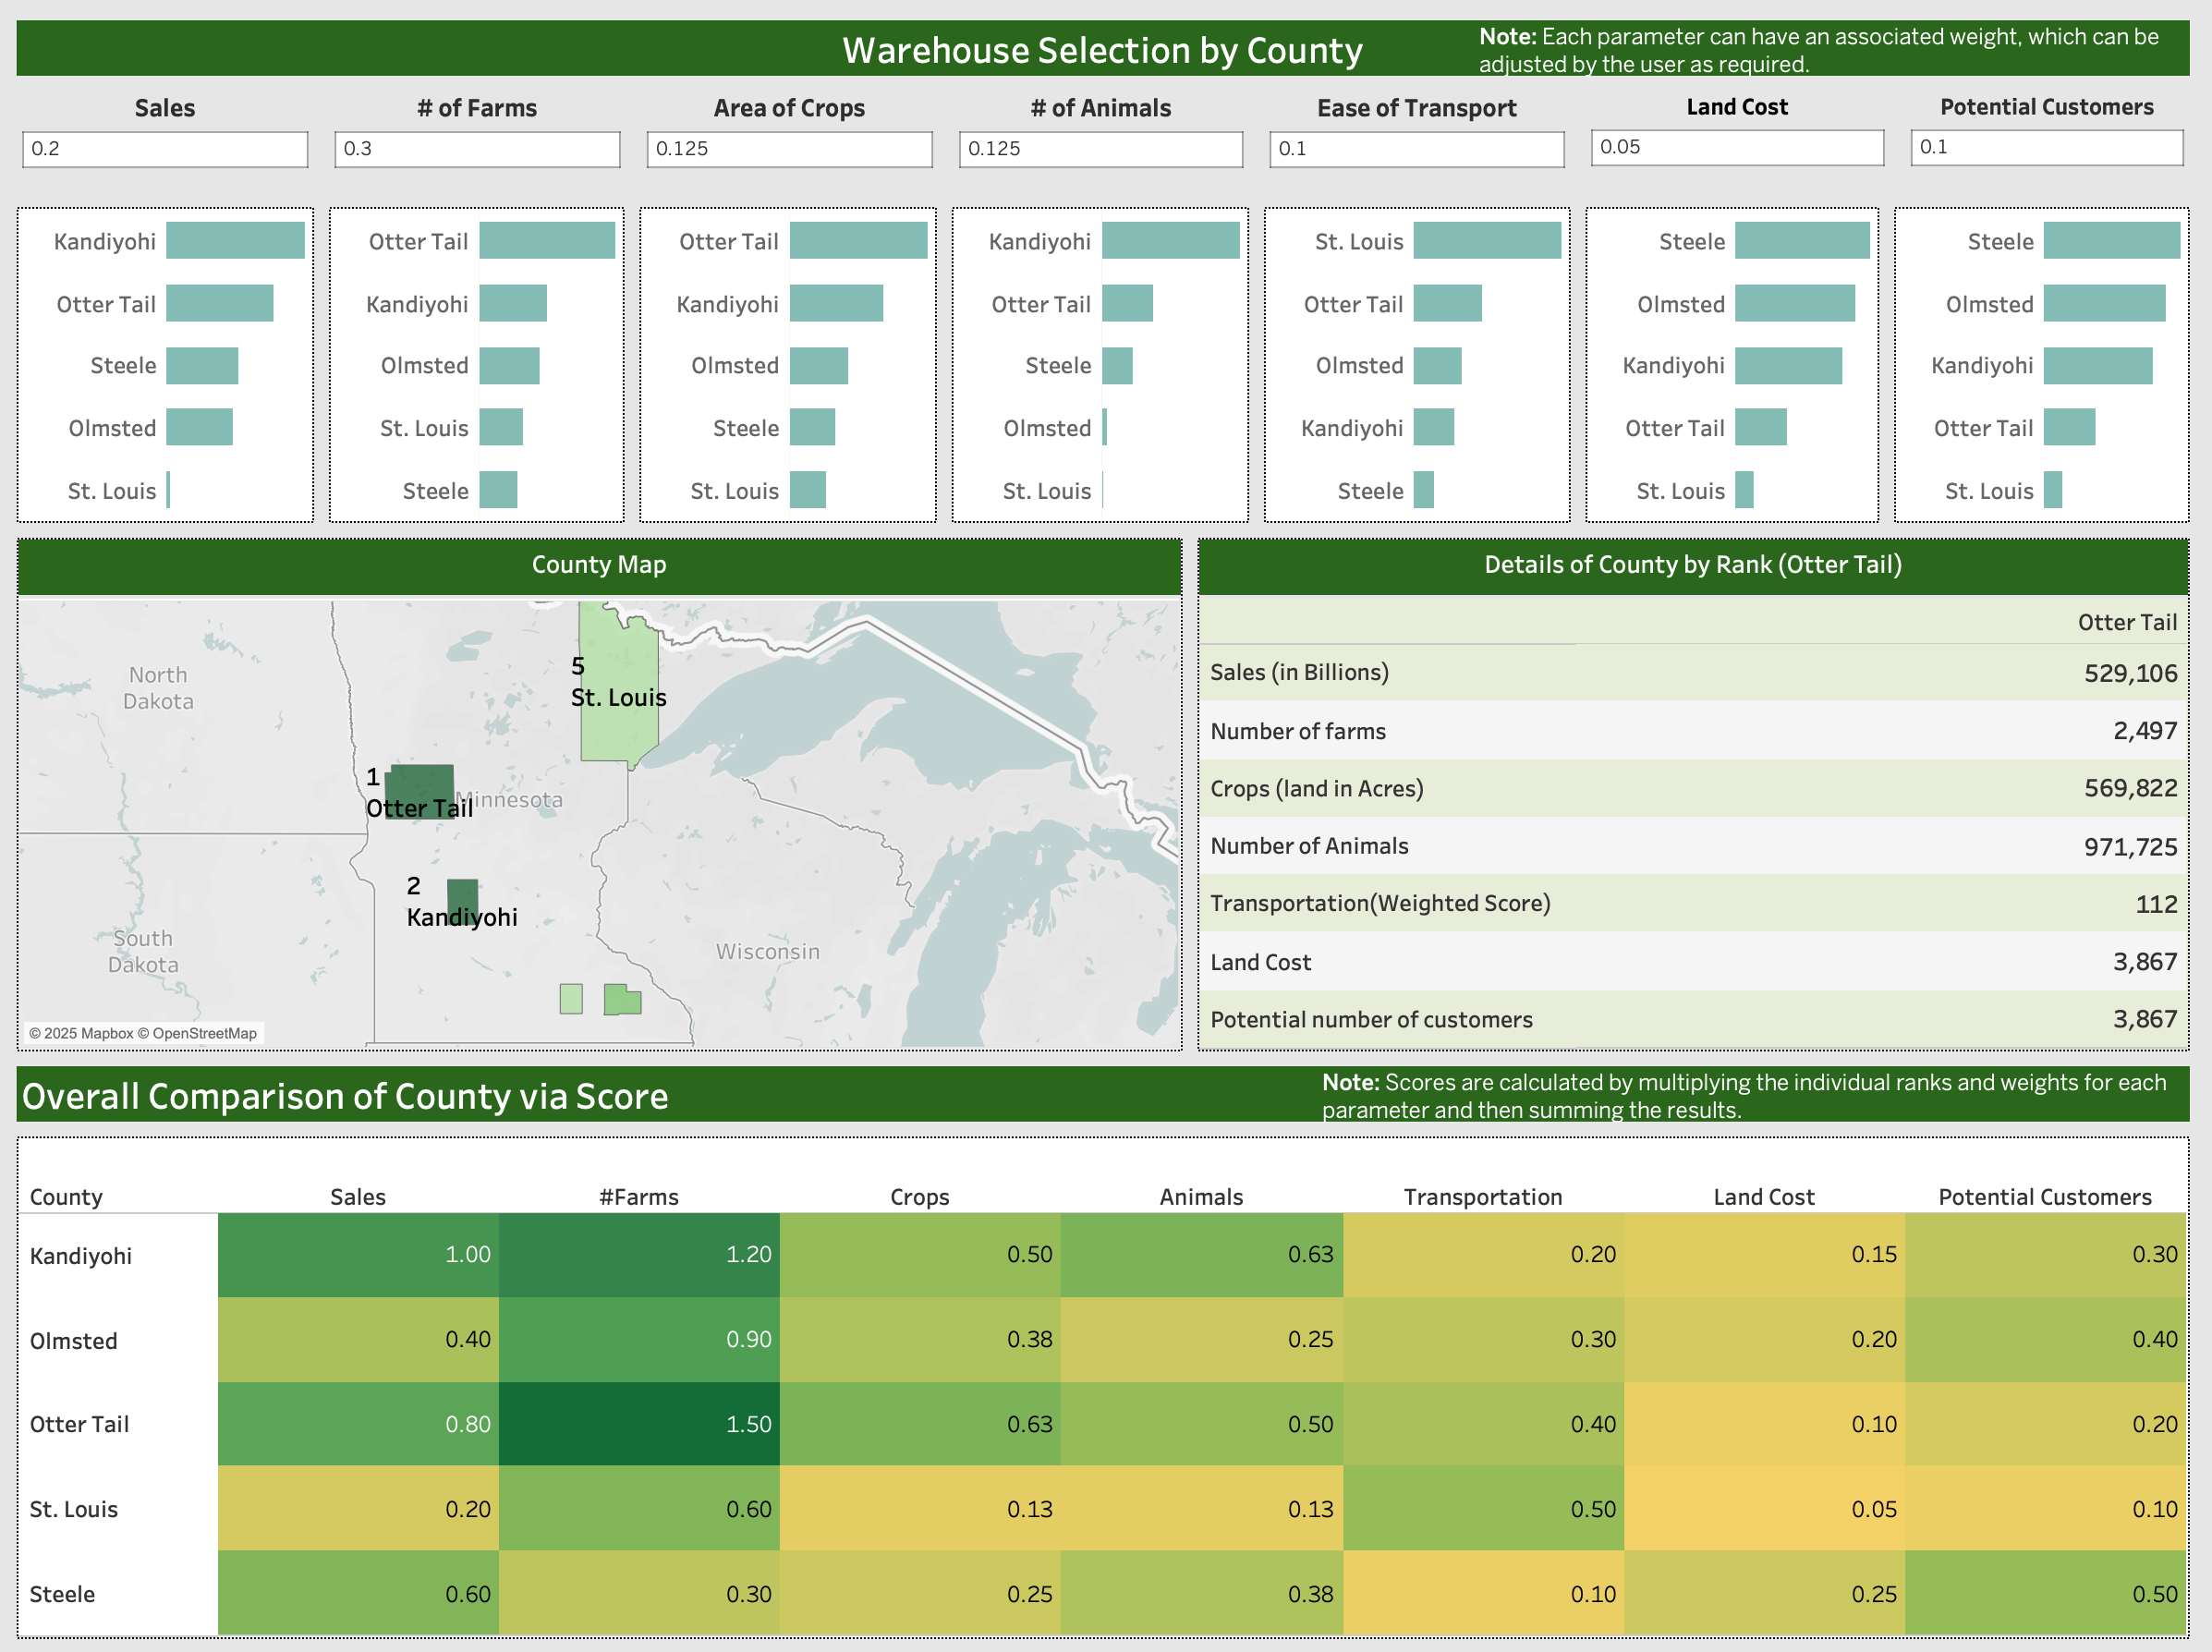 Warehouse Selection by County
Note: Each parameter can have an associated weight, which can be
adjusted by the user as required.
Sales
# of Farms
Area of Crops
# of Animals
Ease of Transport
Land Cost
Potential Customers
0.2
0.3
0.125
0.125
0.1
0.05
0.1
Kandiyohi
Otter Tail
Steele
Olmsted
St. Louis
Otter Tail
Kandiyohi
Olmsted
St. Louis
Steele
Otter Tail
Kandiyohi
Olmsted
Steele
St. Louis
Kandiyohi
Otter Tail
Steele
Olmsted
St. Louis
St. Louis
Otter Tail
Olmsted
Kandiyohi
Steele
Steele
Olmsted
Kandiyohi
Otter Tail
St. Louis
Steele
Olmsted
Kandiyohi
Otter Tail
St. Louis
County Map
North
Dakota
5
St. Louis
1
Otter Tail
Minnesota
2
Kandiyohi
South
Dakota
Wisconsin
© 2025 Mapbox © OpenStreetMap
Details of County by Rank (Otter Tail)
Otter Tail
Sales (in Billions) 529,106
Number of farms 2,497
Crops (land in Acres) 569,822
Number of Animals 971,725
Transportation(Weighted Score) 112
Land Cost 3,867
Potential number of customers 3,867
Overall Comparison of County via Score
Note: Scores are calculated by multiplying the individual ranks and weights for each
parameter and then summing the results.
County Sales #Farms Crops Animals Transportation Land Cost Potential Customers
Kandiyohi 1.00 1.20 0.50 0.63 0.20 0.15 0.30
Olmsted 0.40 0.90 0.38 0.25 0.30 0.20 0.40
Otter Tail 0.80 1.50 0.63 0.50 0.40 0.10 0.20
St. Louis 0.20 0.60 0.13 0.13 0.50 0.05 0.10
Steele 0.60 0.30 0.25 0.38 0.10 0.25 0.50